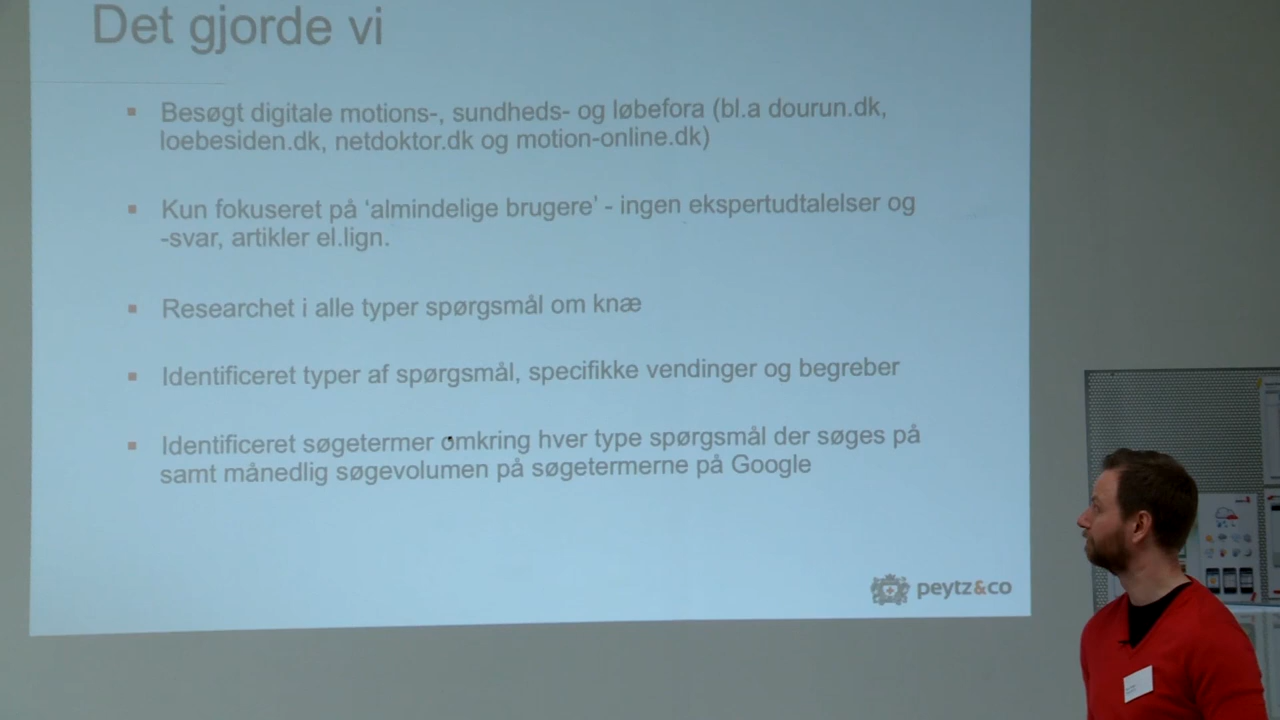 Det gjorde vi
Besøgt digitale motions-, sundheds- og løbefora (bl.a dourun.dk,
loebesiden.dk, netdoktor.dk og motion-online.dk)
Kun fokuseret på ‘almindelige brugere’ - ingen ekspertudtalelser og
-svar, artikler el.lign.
Researchet i alle typer spørgsmål om knæ
Identificeret typer af spørgsmål, specifikke vendinger og begreber
Identificeret søgetermer omkring hver type spørgsmål der søges på
samt månedlig søgevolumen på søgetermerne på Google
peytz&co